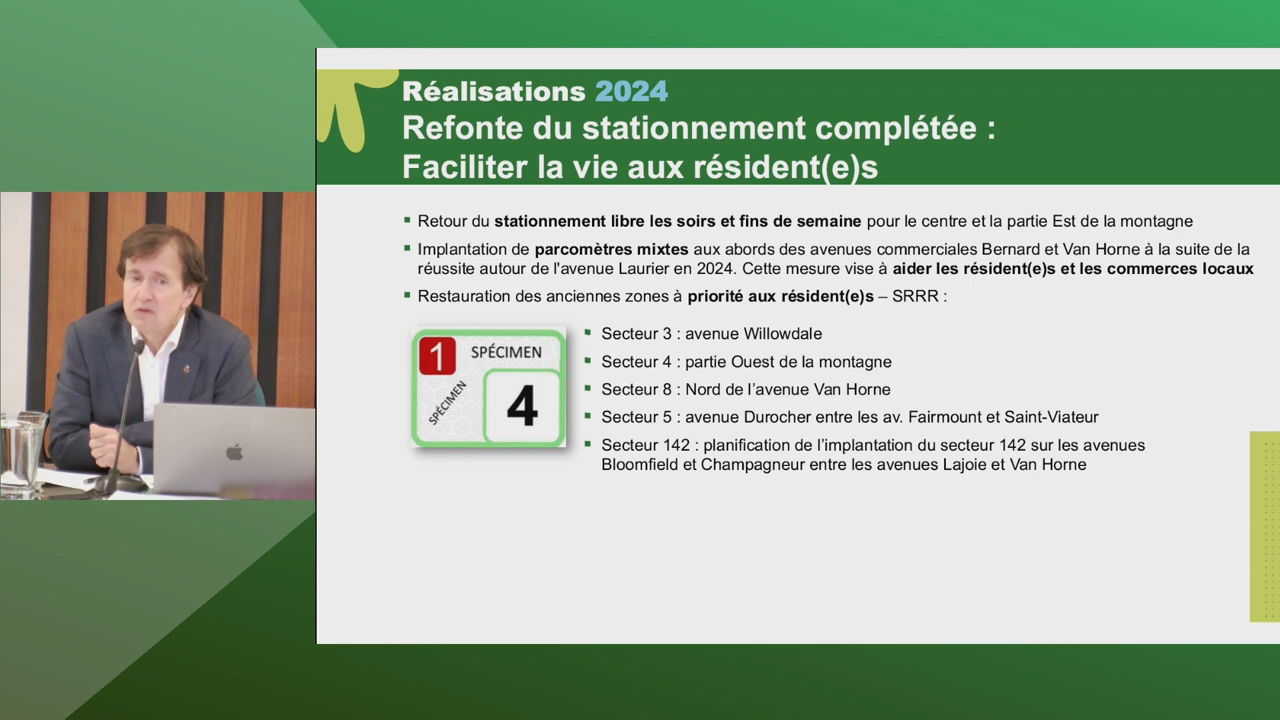 Réalisations 2024
Refonte du stationnement complétée :
Faciliter la vie aux résident(e)s
Retour du stationnement libre les soirs et fins de semaine pour le centre et la partie Est de la montagne
Implantation de parcomètres mixtes aux abords des avenues commerciales Bernard et Van Horne à la suite de la
réussite autour de l'avenue Laurier en 2024. Cette mesure vise à aider les résident(e)s et les commerces locaux
Restauration des anciennes zones à priorité aux résident(e)s – SRRR :
1 SPÉCIMEN
SPÉCIMEN
4
Secteur 3 : avenue Willowdale
Secteur 4 : partie Ouest de la montagne
Secteur 8 : Nord de l’avenue Van Horne
Secteur 5 : avenue Durocher entre les av. Fairmount et Saint-Viateur
Secteur 142 : planification de l’implantation du secteur 142 sur les avenues
Bloomfield et Champagneur entre les avenues Lajoie et Van Horne